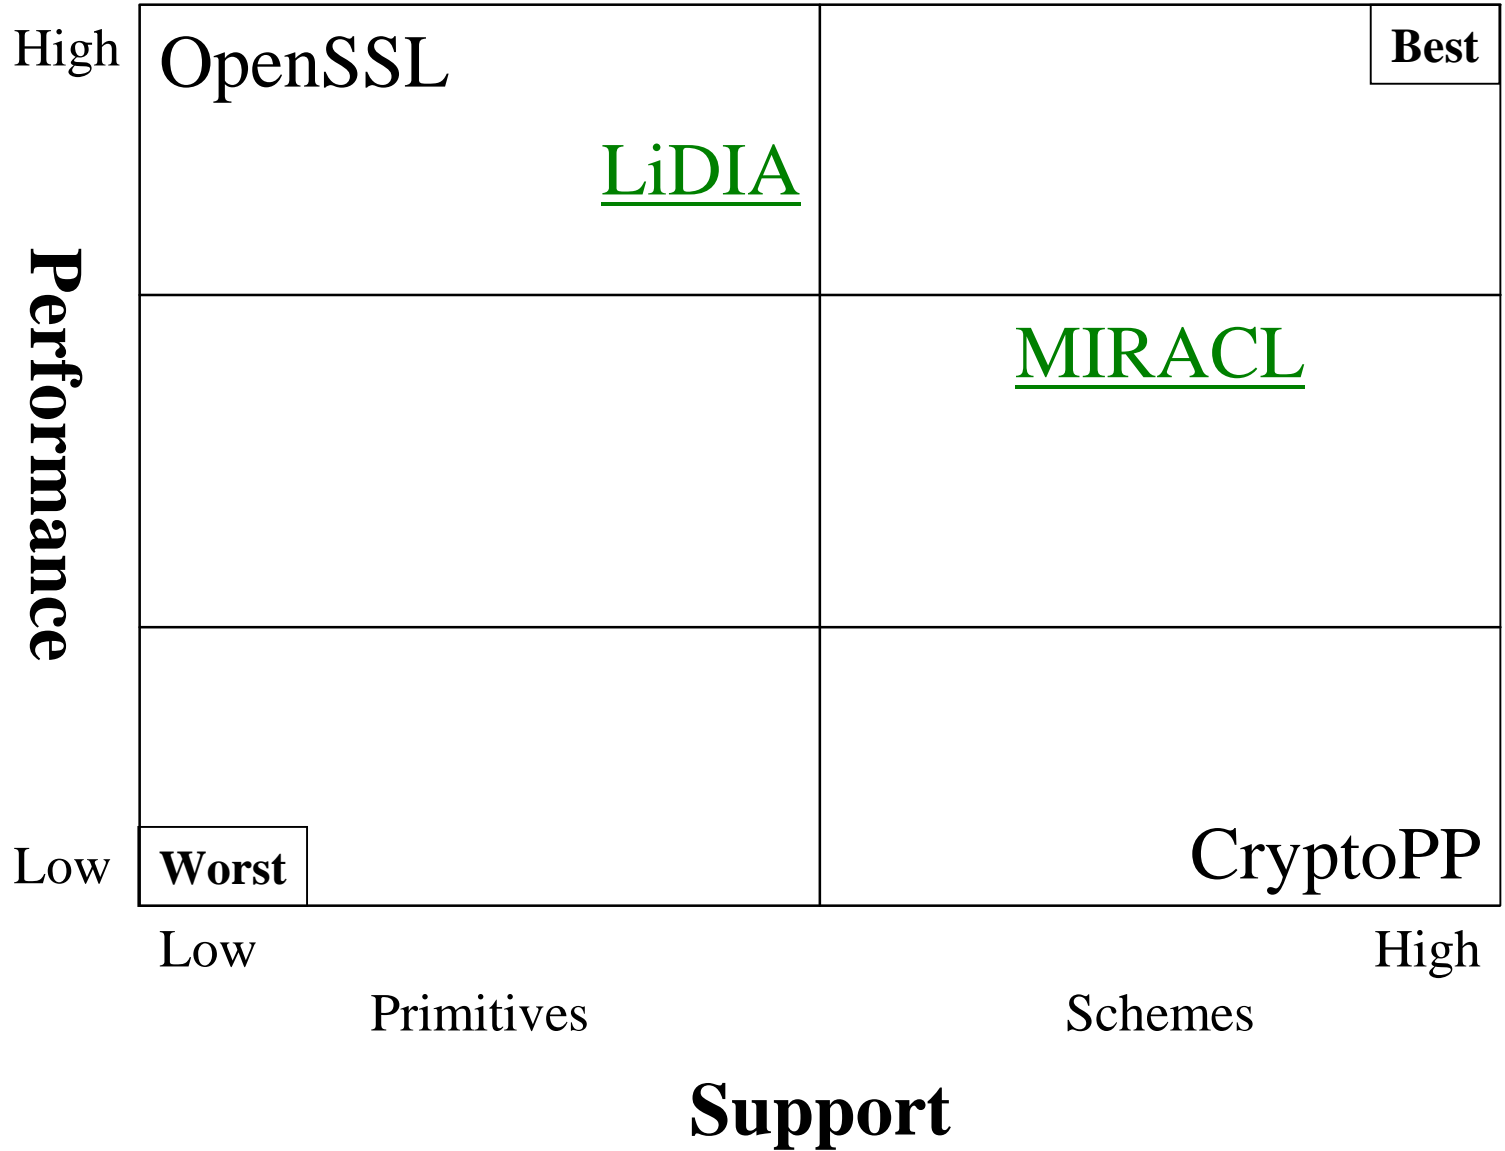 High
OpenSSL
Best
LiDIA
Performance
MIRACL
CryptoPP
Low
Worst
Low
High
Primitives
Schemes
Support